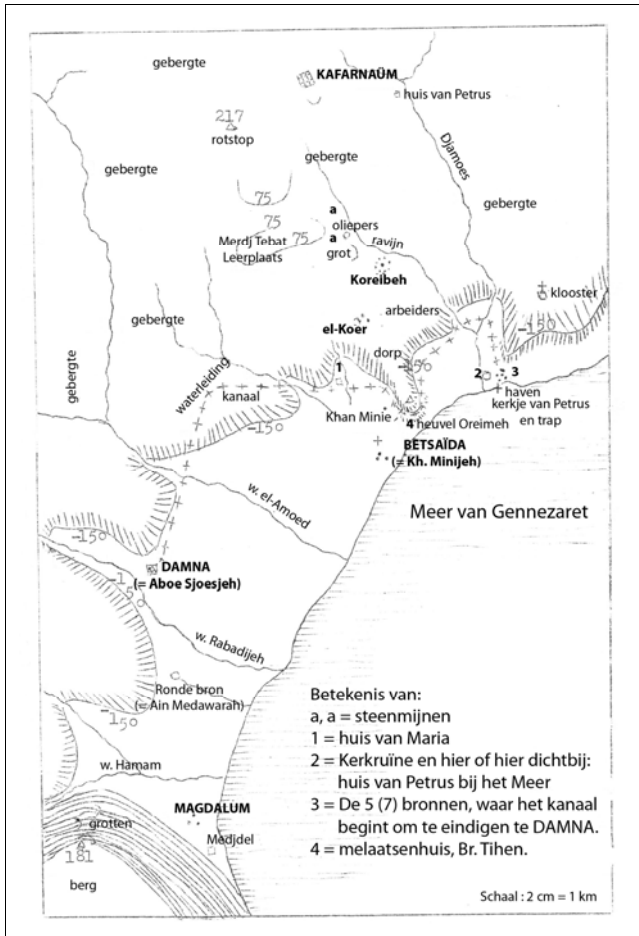 gebergte
KAFARNAÜM
huis van Petrus
217
rotstop
gebergte
gebergte
Djamoes
gebergte
75
75
75
a
oliepers
a
Merdj Tebat
Leerplaats
grot
ravijn
Koreibeh
klooster
arbeiders
-150
gebergte
el-Koer
gebergte
dorp
-150
waterleiding
1
2
3
kanaal
haven
kerkje van Petrus
en trap
Khan Minie
4 heuvel Oreimeh
-150
BETSAÏDA
(= Kh. Minijeh)
w. el-Amoed
Meer van Gennezaret
-150
-150
DAMNA
(= Aboe Sjoesjeh)
w. Rabadijeh
Ronde bron
(= Ain Medawarah)
-150
w. Hamam
MAGDALUM
Medjdel
grotten
181
berg
Betekenis van:
a, a = steenmijnen
1 = huis van Maria
2 = Kerkruïne en hier of hier dichtbij:
huis van Petrus bij het Meer
3 = De 5 (7) bronnen, waar het kanaal
begint om te eindigen te DAMNA.
4 = melaatsenhuis, Br. Tihen.
Schaal : 2 cm = 1 km